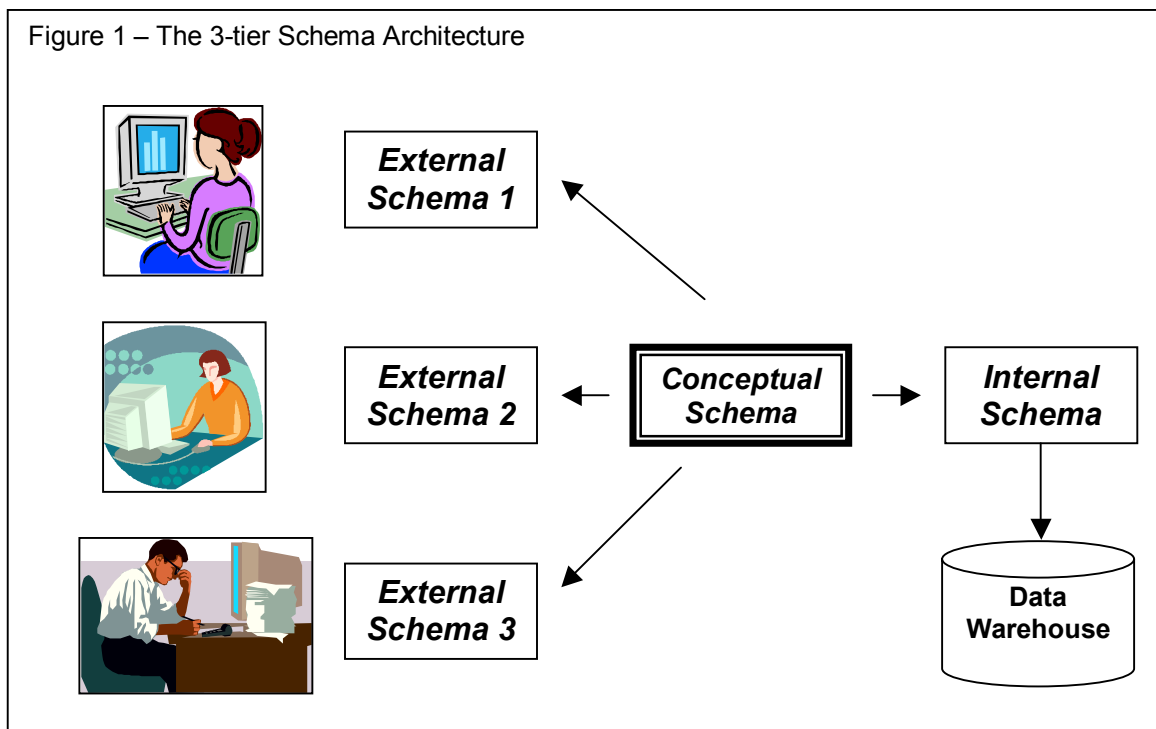 Figure 1 – The 3-tier Schema Architecture
External
Schema 1
External
Schema 2
Conceptual
Schema
Internal
Schema
External
Schema 3
Data
Warehouse